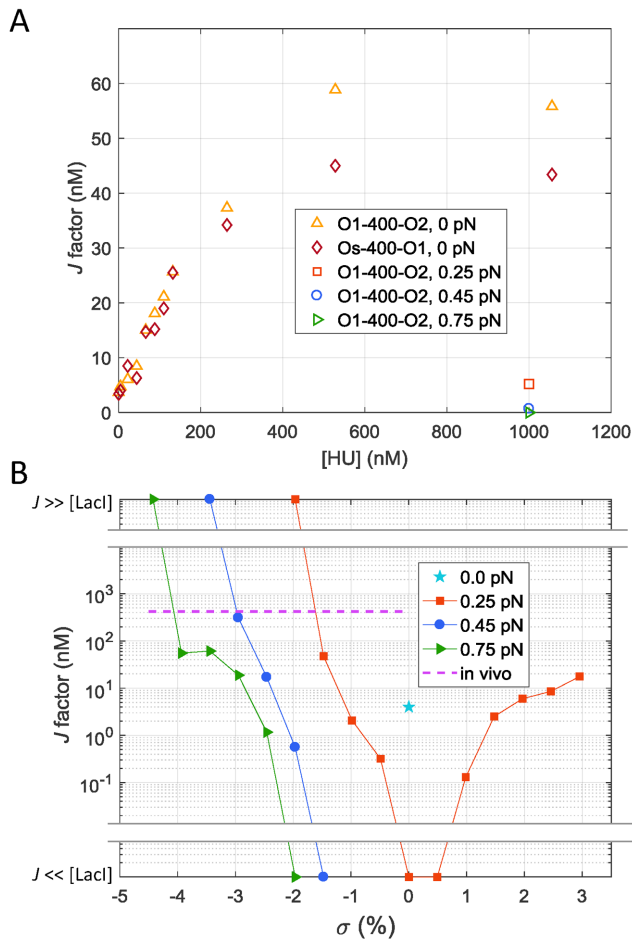 A
70
60
50
40
30
20
10
0
J factor (nM)
O1-400-O2, 0 pN
Os-400-O1, 0 pN
O1-400-O2, 0.25 pN
O1-400-O2, 0.45 pN
O1-400-O2, 0.75 pN
0 200 400 600 800 1000 1200
[HU] (nM)
B
J >> [LacI]
10³
10²
10¹
10⁰
10⁻¹
J factor (nM)
0.0 pN
0.25 pN
0.45 pN
0.75 pN
in vivo
J << [LacI]
-5 -4 -3 -2 -1 0 1 2 3
σ (%)